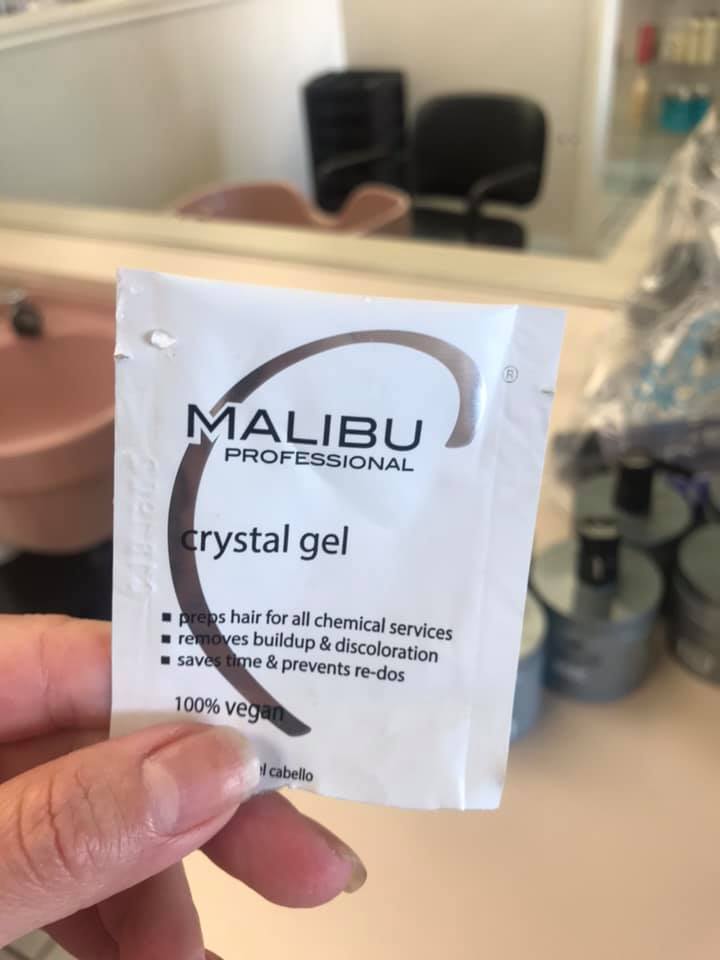 ®
MALIBU
PROFESSIONAL
crystal gel
▪ preps hair for all chemical services
▪ removes buildup & discoloration
▪ saves time & prevents re-dos
100% vegan
el cabello